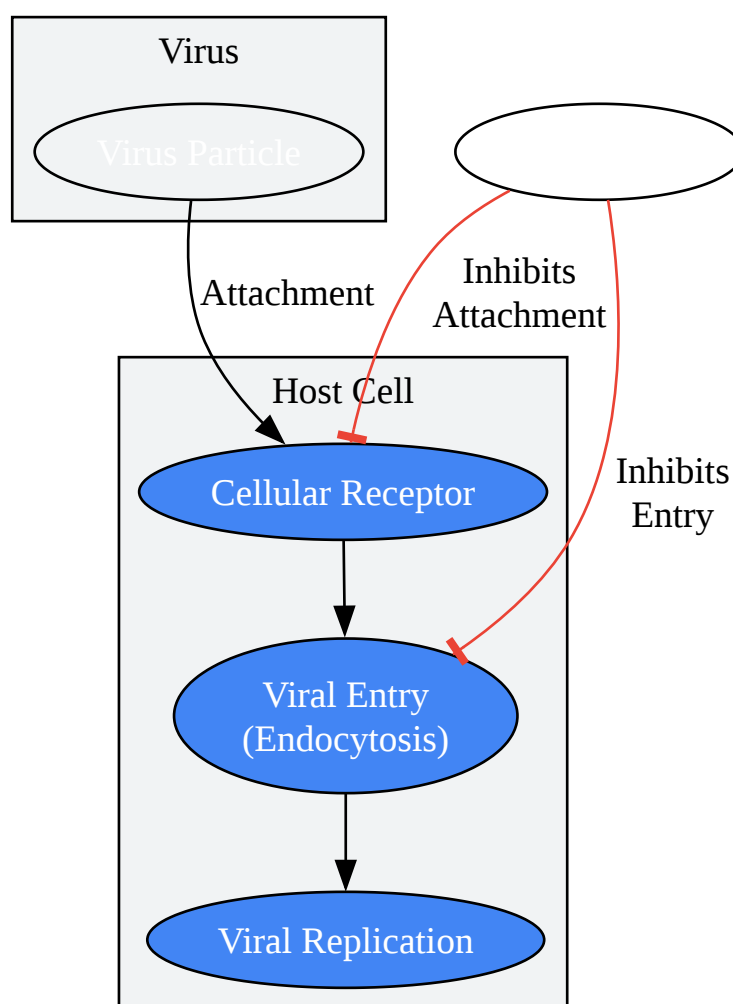 Virus
Virus Particle
Attachment
Inhibits
Attachment
Host Cell
Cellular Receptor
Inhibits
Entry
Viral Entry
(Endocytosis)
Viral Replication